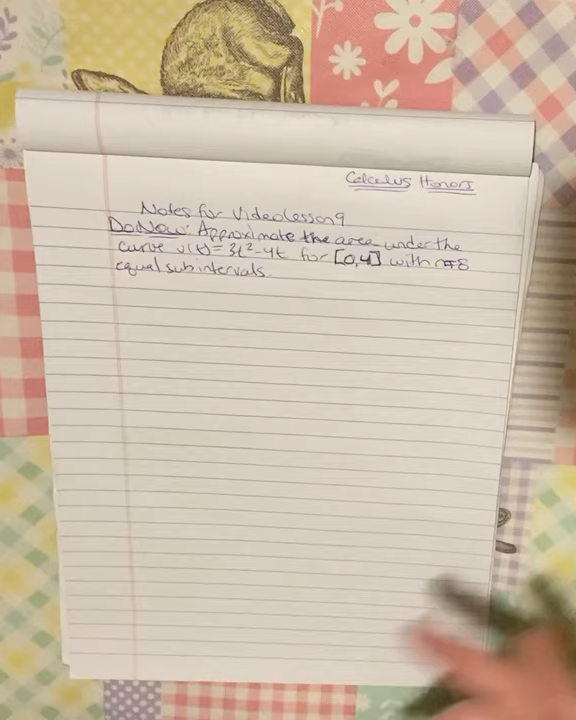 Calculus Honors
Notes for Videolesson 9
Do Now: Approximate the area under the
curve v(t) = 3t²-4t for [0,4] with n=8
equal subintervals.